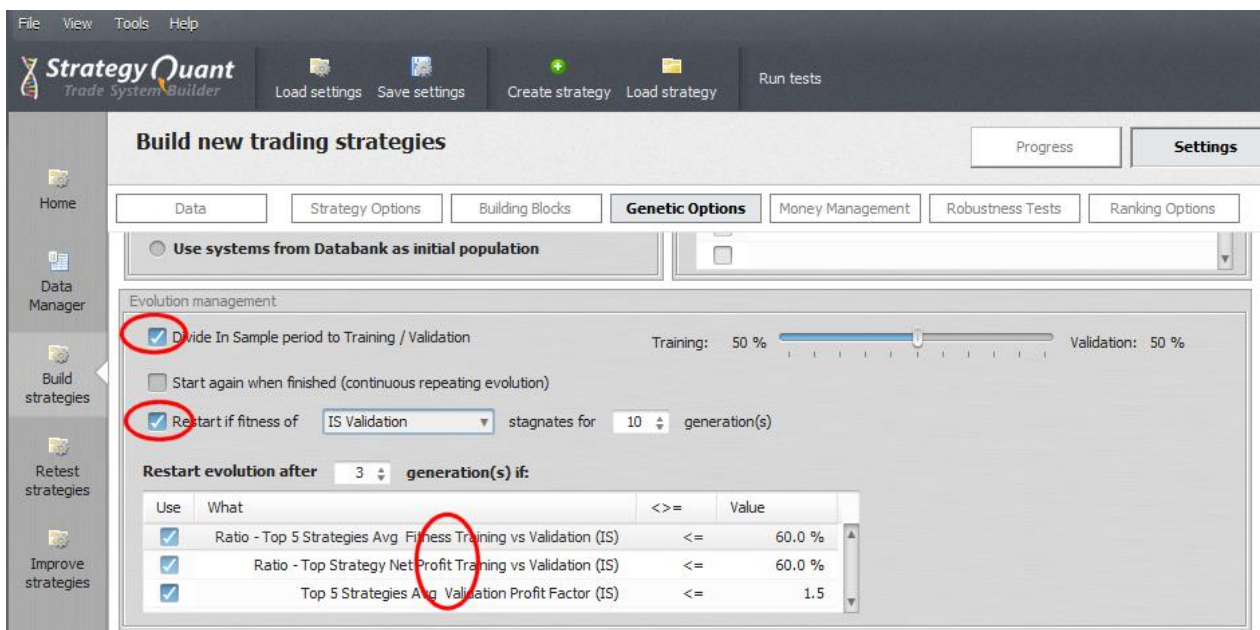 File View Tools Help
StrategyQuant
Trade System Builder
Load settings Save settings Create strategy Load strategy Run tests
Build new trading strategies
Progress Settings
Home
Data Strategy Options Building Blocks Genetic Options Money Management Robustness Tests Ranking Options
Use systems from Databank as initial population
Data
Manager
Evolution management
Divide In Sample period to Training / Validation Training: 50 % Validation: 50 %
Build
strategies
Start again when finished (continuous repeating evolution)
Restart if fitness of IS Validation stagnates for 10 generation(s)
Retest
strategies
Restart evolution after 3 generation(s) if:
Use What <>= Value
Ratio - Top 5 Strategies Avg Fitness Training vs Validation (IS) <= 60.0 %
Improve
strategies
Ratio - Top Strategy Net Profit Training vs Validation (IS) <= 60.0 %
Top 5 Strategies Avg Validation Profit Factor (IS) <= 1.5